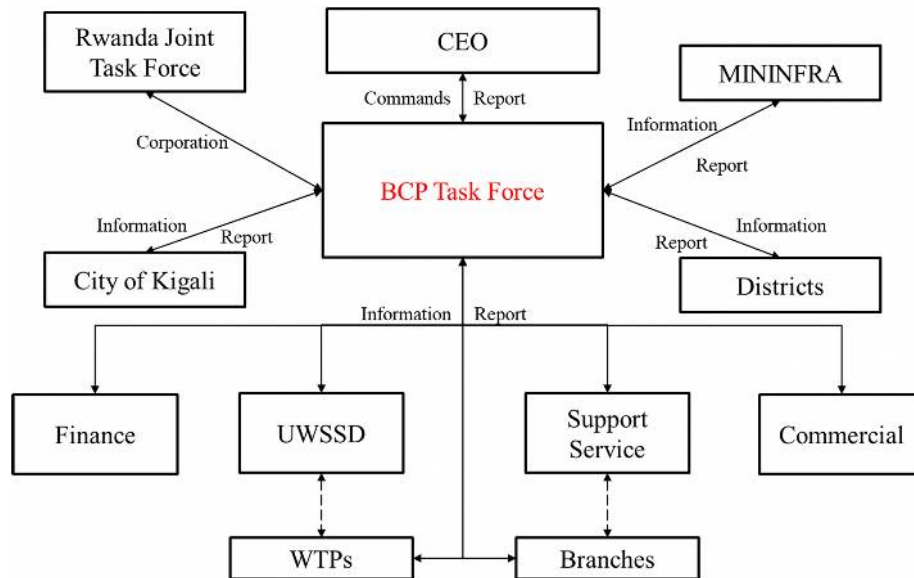 Rwanda Joint
Task Force
CEO
MININFRA
Commands Report
Corporation
Information
Report
BCP Task Force
Information
Report
Information
Report
City of Kigali
Districts
Information Report
Finance
UWSSD
Support
Service
Commercial
WTPs
Branches